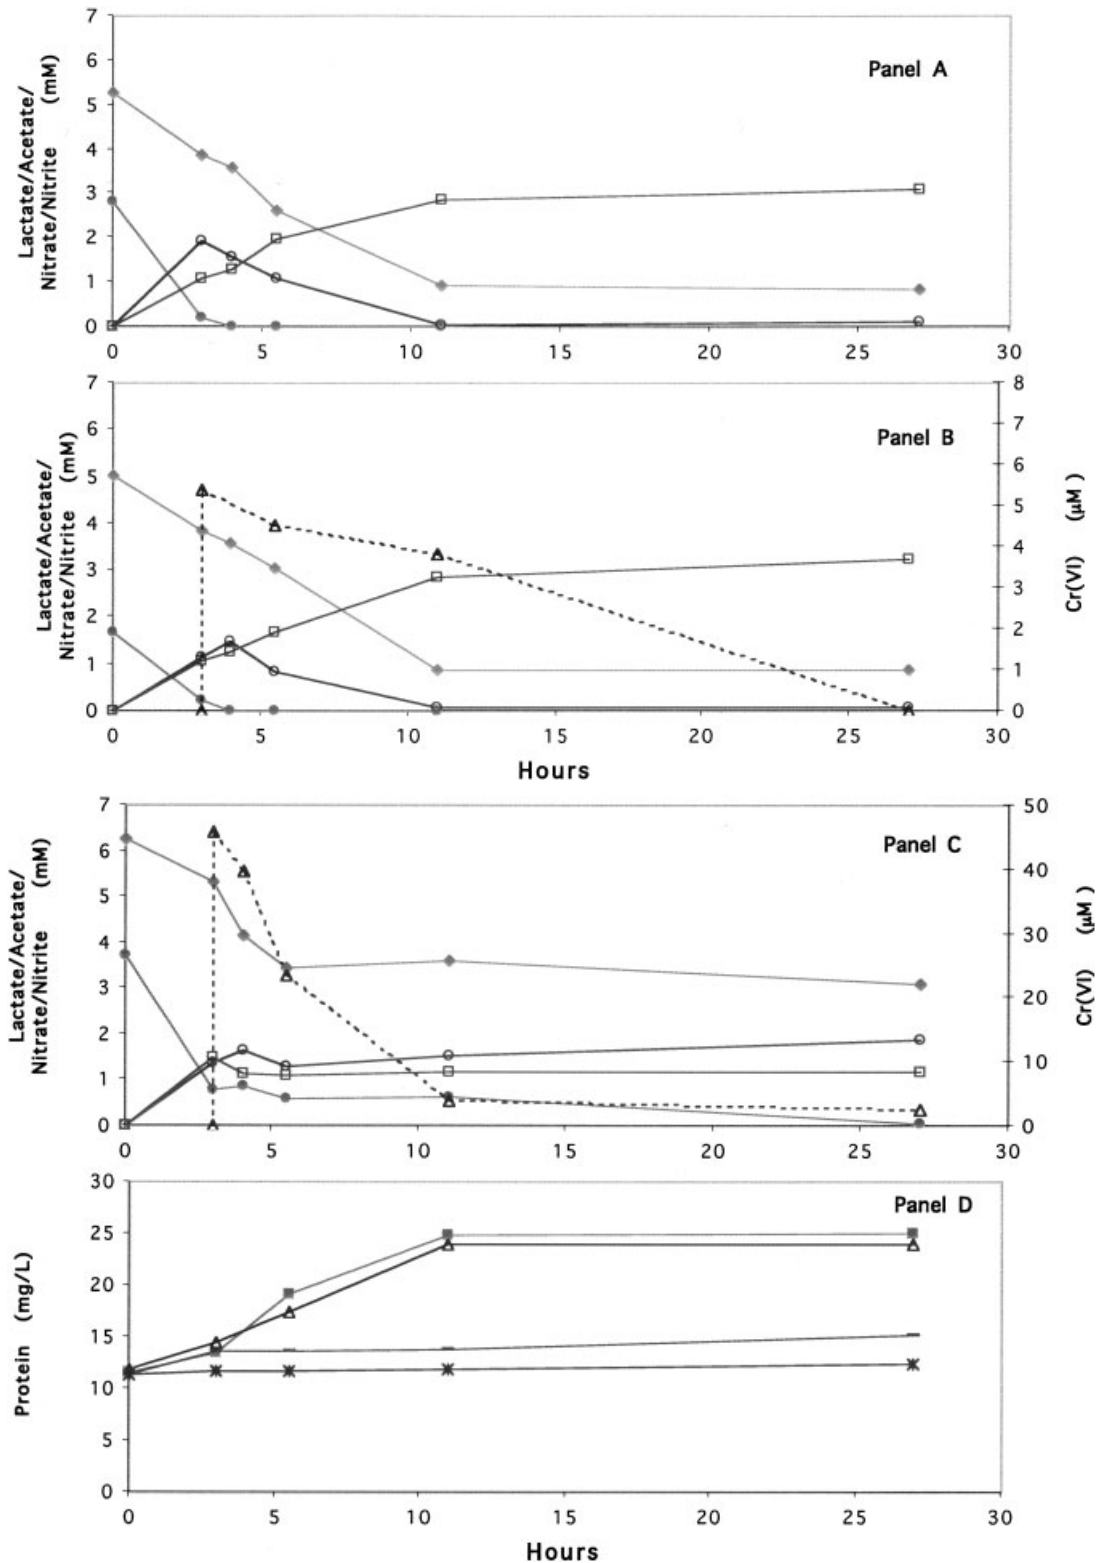 Panel A
Lactate/Acetate/
Nitrate/Nitrite (mM)
7
6
5
4
3
2
1
0
0 5 10 15 20 25 30
Panel B
Lactate/Acetate/
Nitrate/Nitrite (mM)
7
6
5
4
3
2
1
0
8
7
6
5
4
3
2
1
0
Cr(VI) (μM)
0 5 10 15 20 25 30
Hours
Panel C
Lactate/Acetate/
Nitrate/Nitrite (mM)
7
6
5
4
3
2
1
0
50
40
30
20
10
0
Cr(VI) (μM)
0 5 10 15 20 25 30
Panel D
Protein (mg/L)
30
25
20
15
10
5
0
0 5 10 15 20 25 30
Hours